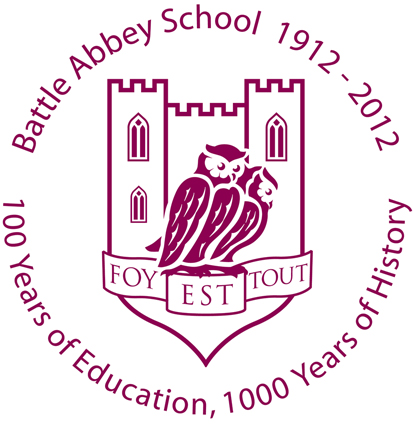 Battle Abbey School 1912 - 2012
FOY EST TOUT
100 Years of Education, 1000 Years of History